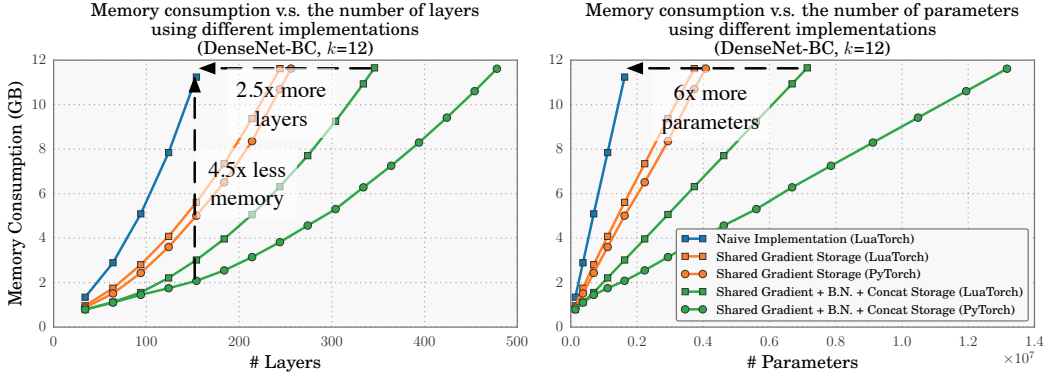 Memory consumption v.s. the number of layers
using different implementations
(DenseNet-BC, k=12)
Memory Consumption (GB)
12
10
8
6
4
2
0
2.5x more
layers
4.5x less
memory
0
100
200
300
400
500
# Layers
Memory consumption v.s. the number of parameters
using different implementations
(DenseNet-BC, k=12)
12
10
8
6
4
2
0
6x more
parameters
Naive Implementation (LuaTorch)
Shared Gradient Storage (LuaTorch)
Shared Gradient Storage (PyTorch)
Shared Gradient + B.N. + Concat Storage (LuaTorch)
Shared Gradient + B.N. + Concat Storage (PyTorch)
0.0
0.2
0.4
0.6
0.8
1.0
1.2
1.4
×10⁷
# Parameters